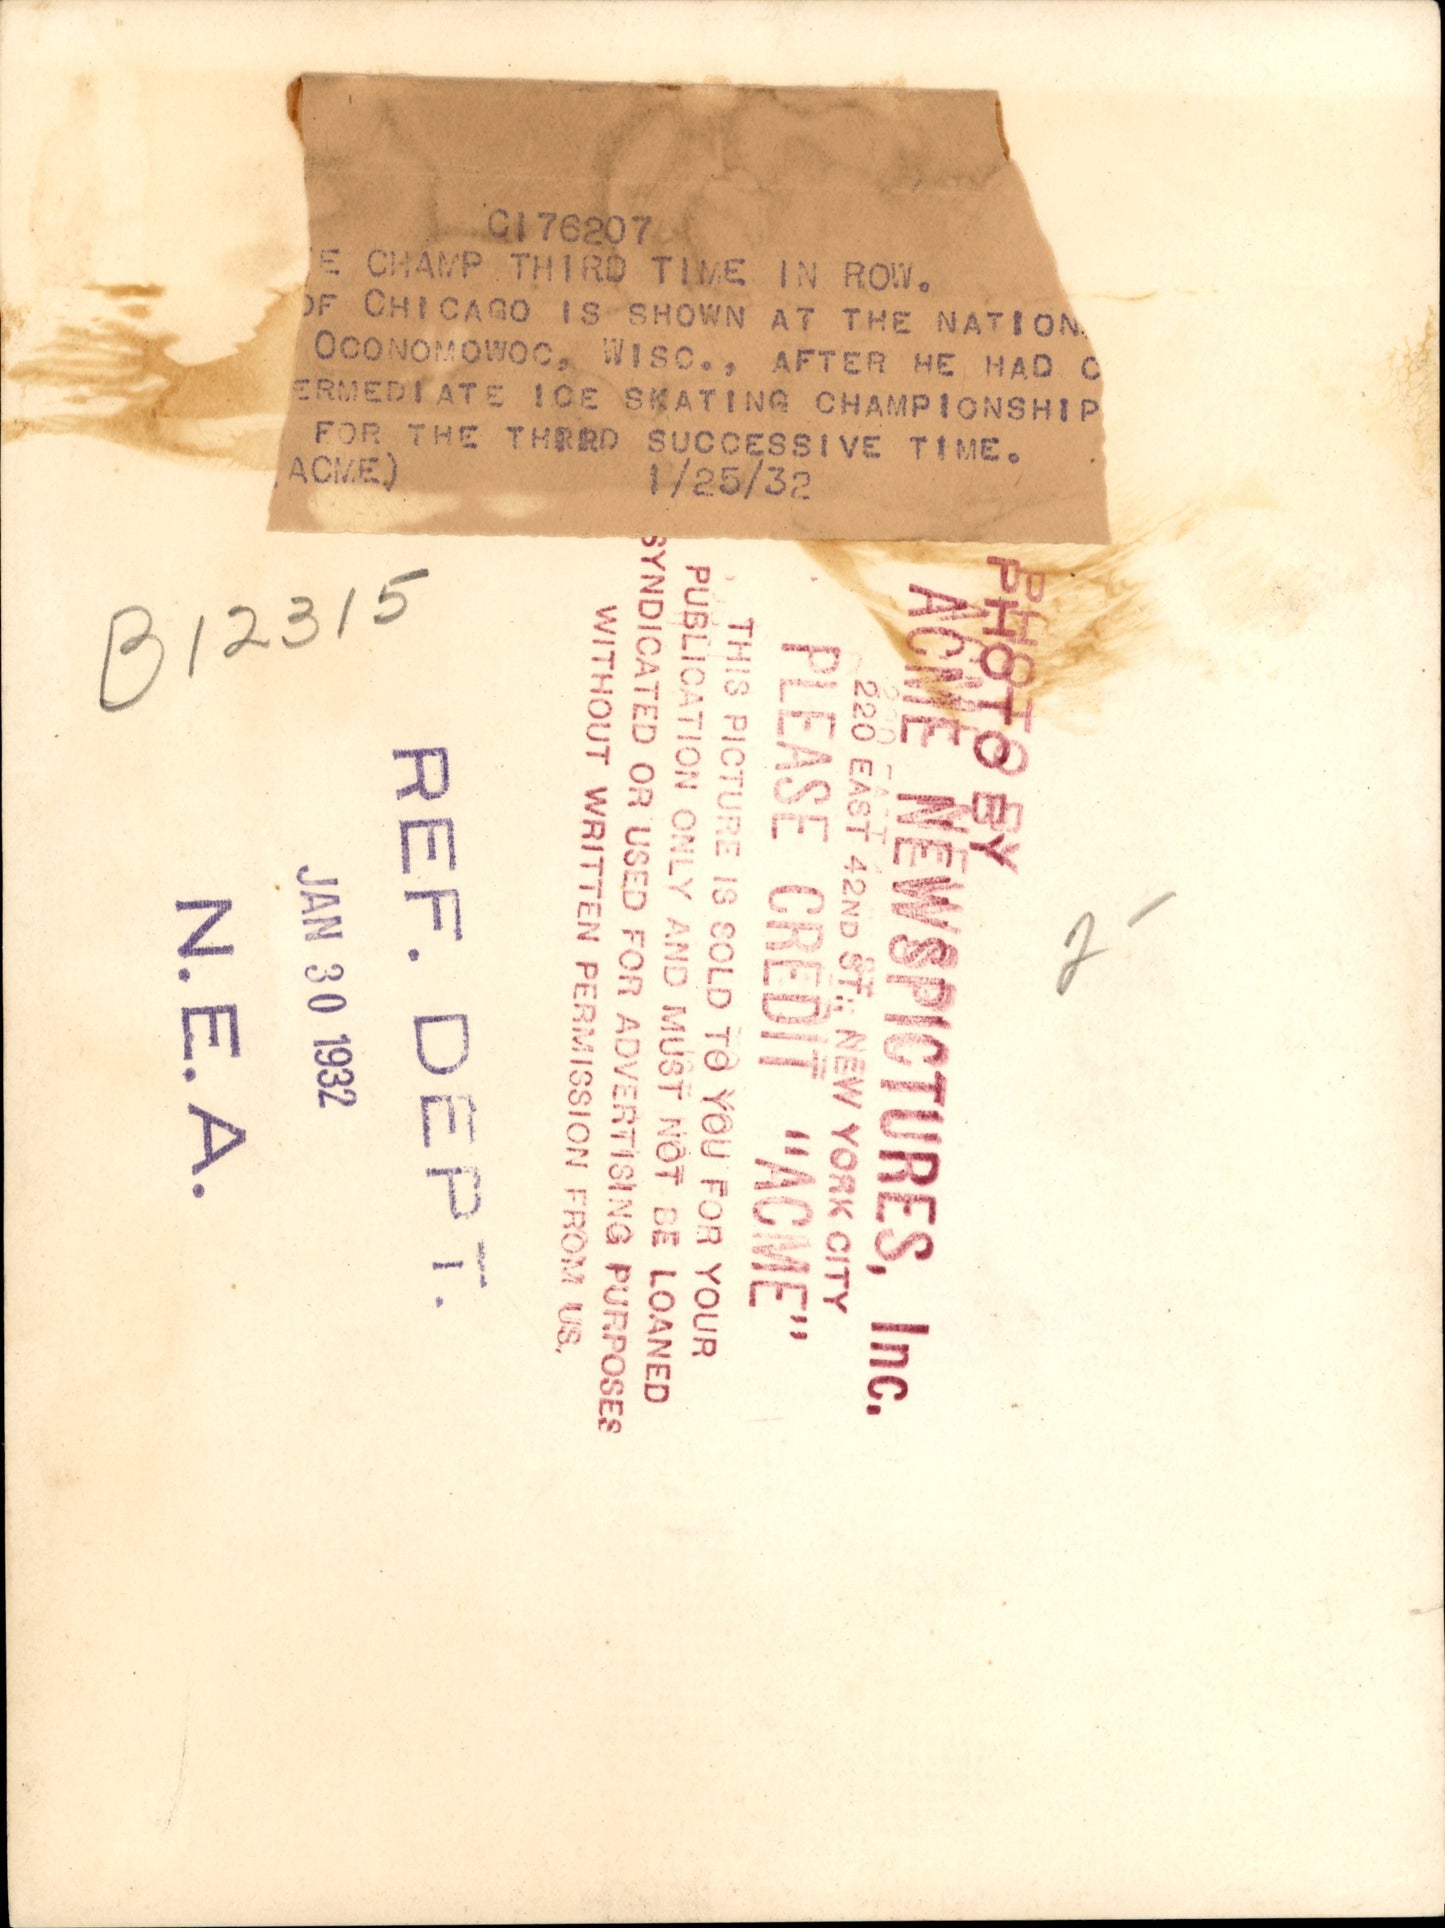 C176207
E CHAMP THIRD TIME IN ROW.
OF CHICAGO IS SHOWN AT THE NATION
OCONOMOWOC, WISC., AFTER HE HAD C
ERMEDIATE ICE SKATING CHAMPIONSHIP
FOR THE THRRD SUCCESSIVE TIME.
ACME) 1/25/32
B12315
PHOTO BY
ACME NEWSPICTURES, Inc.
220 EAST 42ND ST., NEW YORK CITY
PLEASE CREDIT "ACME"
THIS PICTURE IS SOLD TO YOU FOR YOUR
PUBLICATION ONLY AND MUST NOT BE LOANED
SYNDICATED OR USED FOR ADVERTISING PURPOSES
WITHOUT WRITTEN PERMISSION FROM US.
REF. DEPT.
JAN 30 1932
N.E.A.
2-